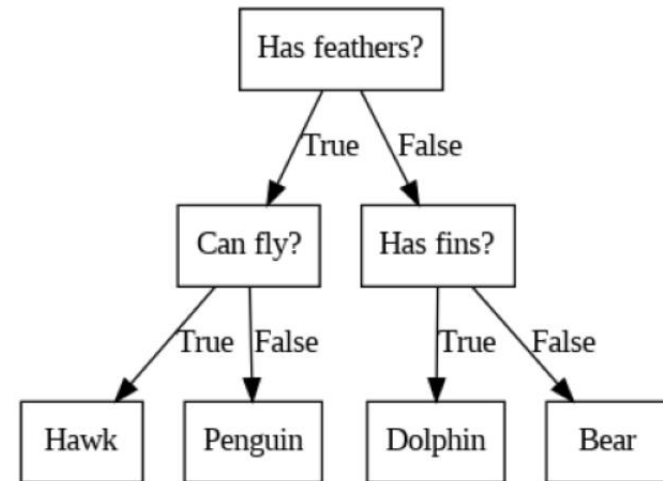 Has feathers?
True False
Can fly? Has fins?
True False True False
Hawk Penguin Dolphin Bear